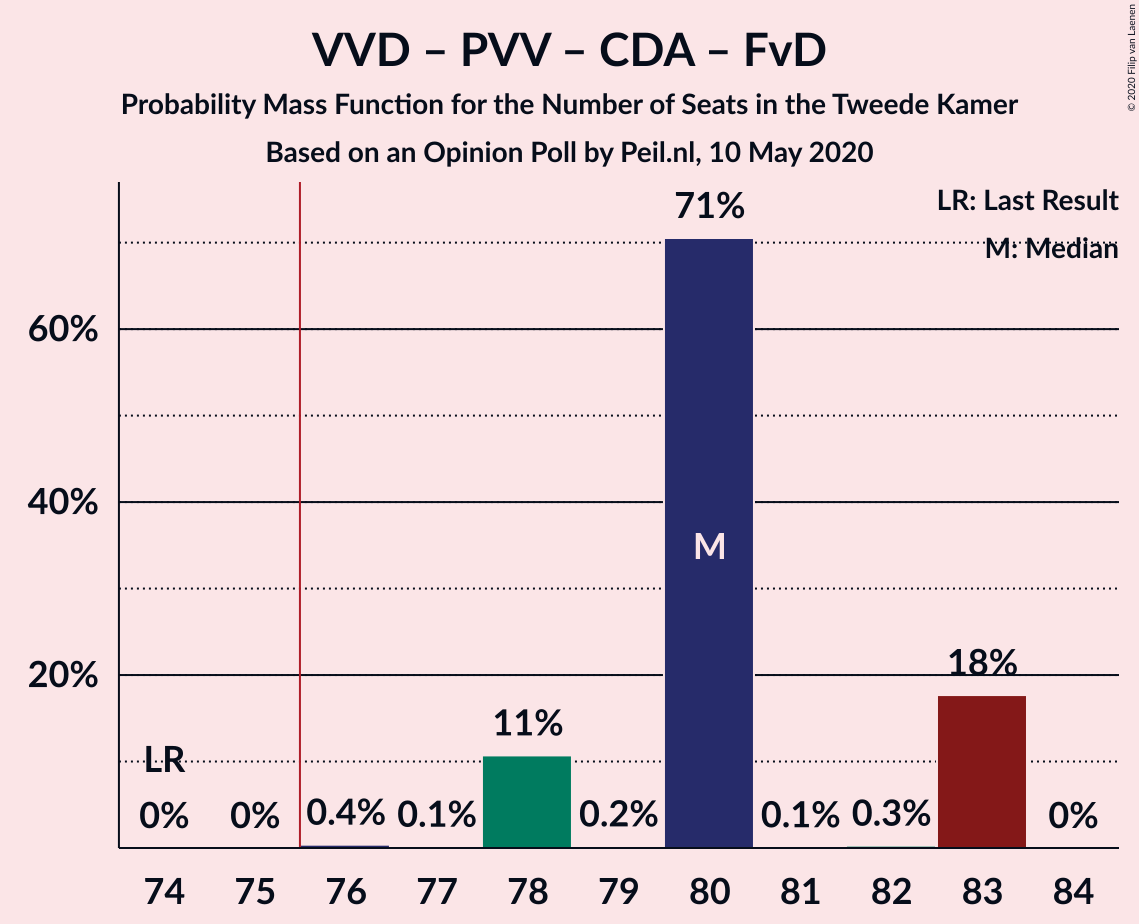 VVD – PVV – CDA – FvD
Probability Mass Function for the Number of Seats in the Tweede Kamer
Based on an Opinion Poll by Peil.nl, 10 May 2020
© 2020 Filip van Laenen
LR: Last Result
M: Median
71%
60%
40%
20%
M
18%
11%
LR
0%
0%
0.4%
0.1%
0.2%
0.1%
0.3%
0%
74 75 76 77 78 79 80 81 82 83 84